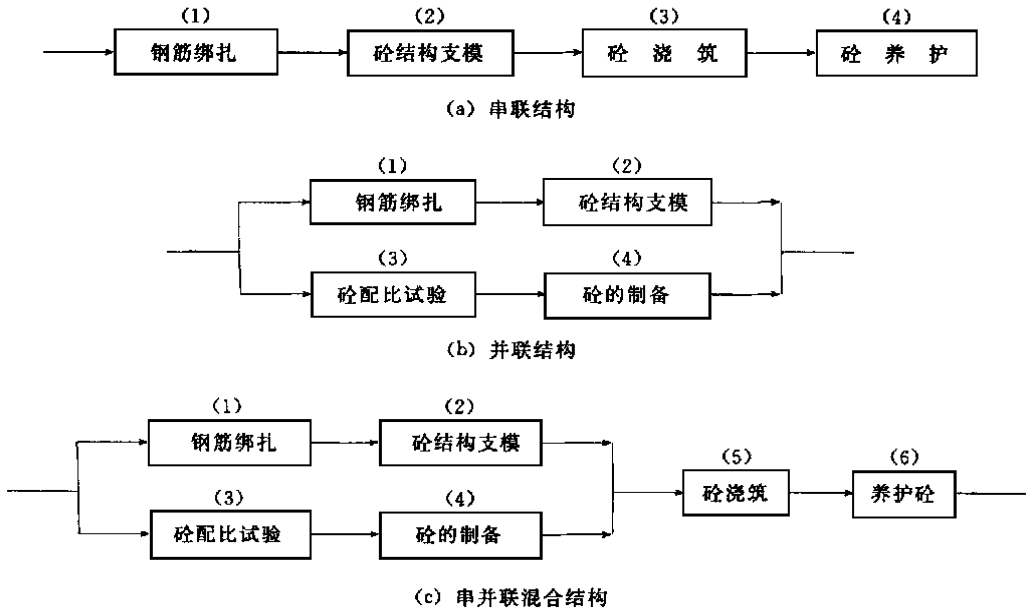 (1) (2) (3) (4)
钢筋绑扎 砼结构支模 砼 浇 筑 砼 养 护
(a) 串联结构
(1) (2)
钢筋绑扎 砼结构支模
(3) (4)
砼配比试验 砼的制备
(b) 并联结构
(1) (2)
钢筋绑扎 砼结构支模
(5) (6)
砼浇筑 养护砼
(3) (4)
砼配比试验 砼的制备
(c) 串并联混合结构